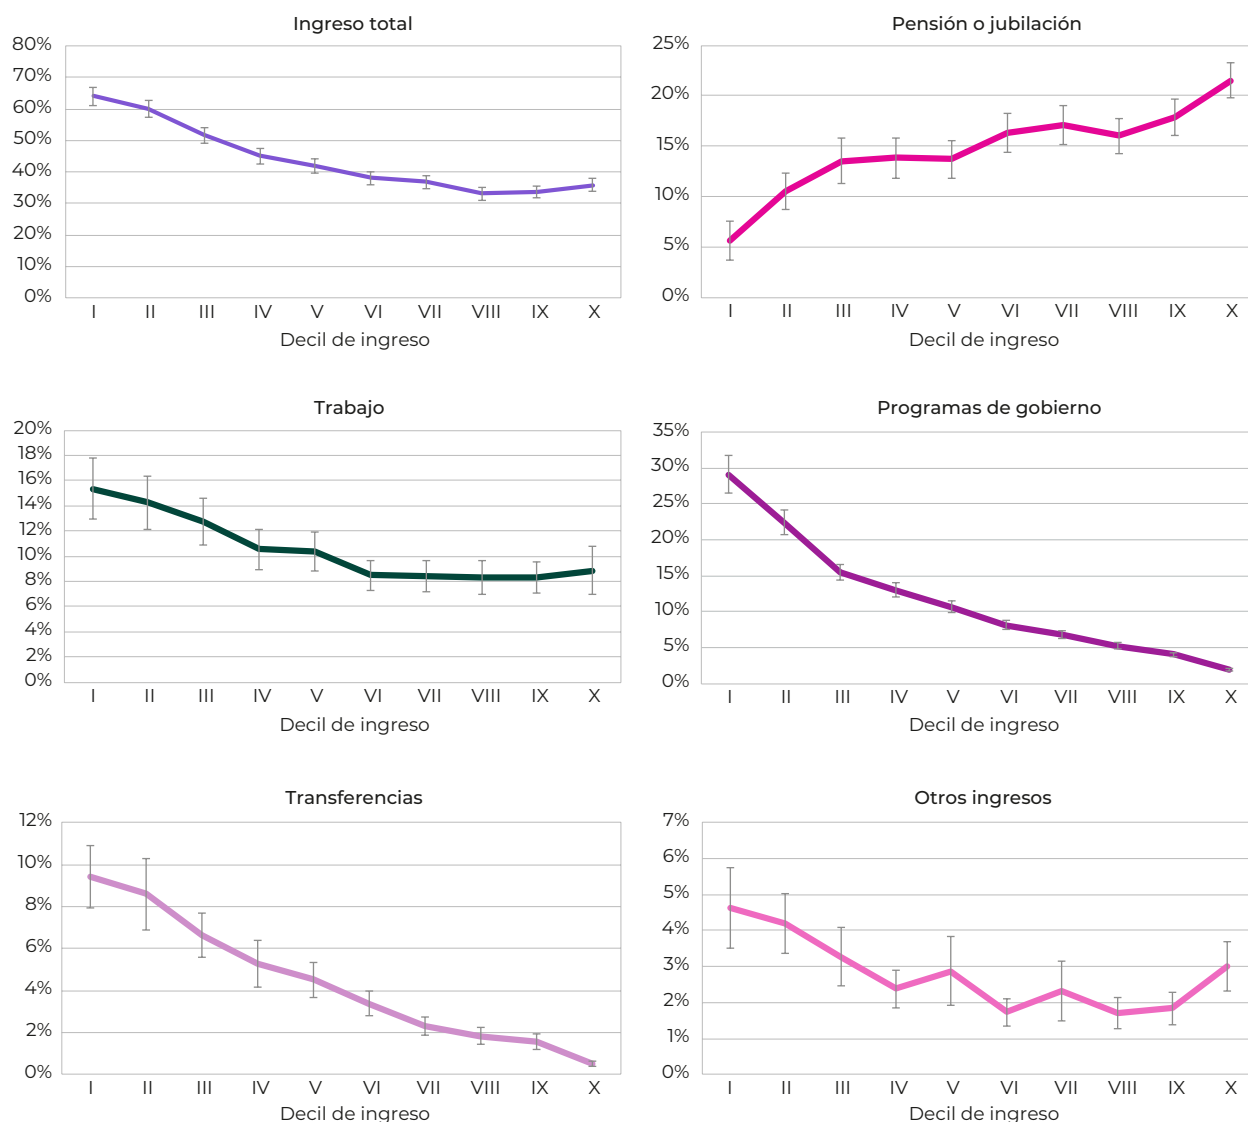 Ingreso total
80%
70%
60%
50%
40%
30%
20%
10%
0%
I II III IV V VI VII VIII IX X
Decil de ingreso
Pensión o jubilación
25%
20%
15%
10%
5%
0%
I II III IV V VI VII VIII IX X
Decil de ingreso
Trabajo
20%
18%
16%
14%
12%
10%
8%
6%
4%
2%
0%
I II III IV V VI VII VIII IX X
Decil de ingreso
Programas de gobierno
35%
30%
25%
20%
15%
10%
5%
0%
I II III IV V VI VII VIII IX X
Decil de ingreso
Transferencias
12%
10%
8%
6%
4%
2%
0%
I II III IV V VI VII VIII IX X
Decil de ingreso
Otros ingresos
7%
6%
5%
4%
3%
2%
1%
0%
I II III IV V VI VII VIII IX X
Decil de ingreso